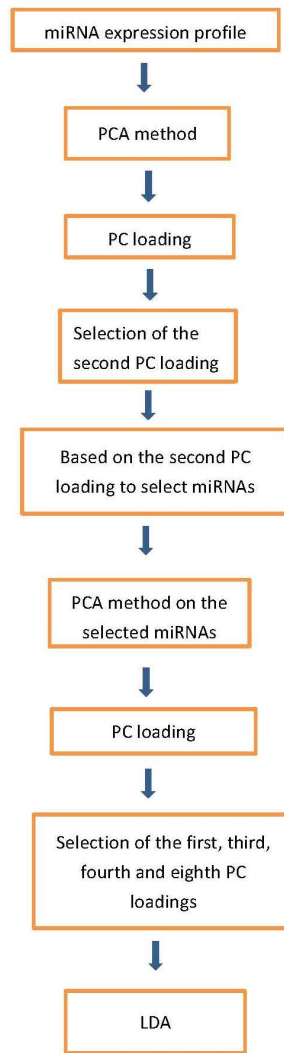 miRNA expression profile
PCA method
PC loading
Selection of the
second PC loading
Based on the second PC
loading to select miRNAs
PCA method on the
selected miRNAs
PC loading
Selection of the first, third,
fourth and eighth PC
loadings
LDA